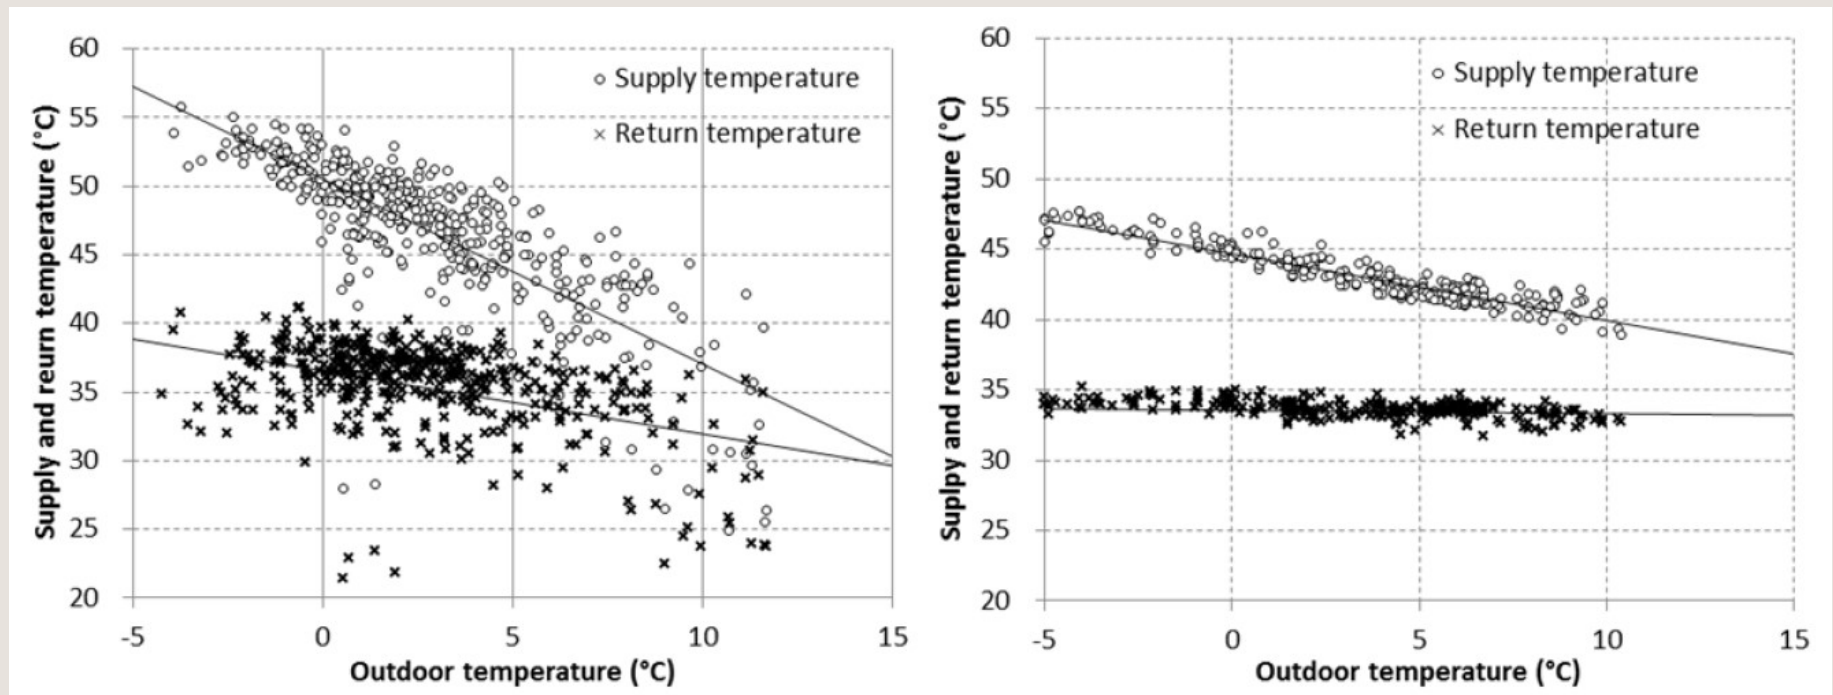 Supply and reurn temperature (°C)
60
55
50
45
40
35
30
25
20
Supply temperature
Return temperature
-5 0 5 10 15
Outdoor temperature (°C)
Suplpy and return temperature (°C)
60
55
50
45
40
35
30
25
20
Supply temperature
Return temperature
-5 0 5 10 15
Outdoor temperature (°C)